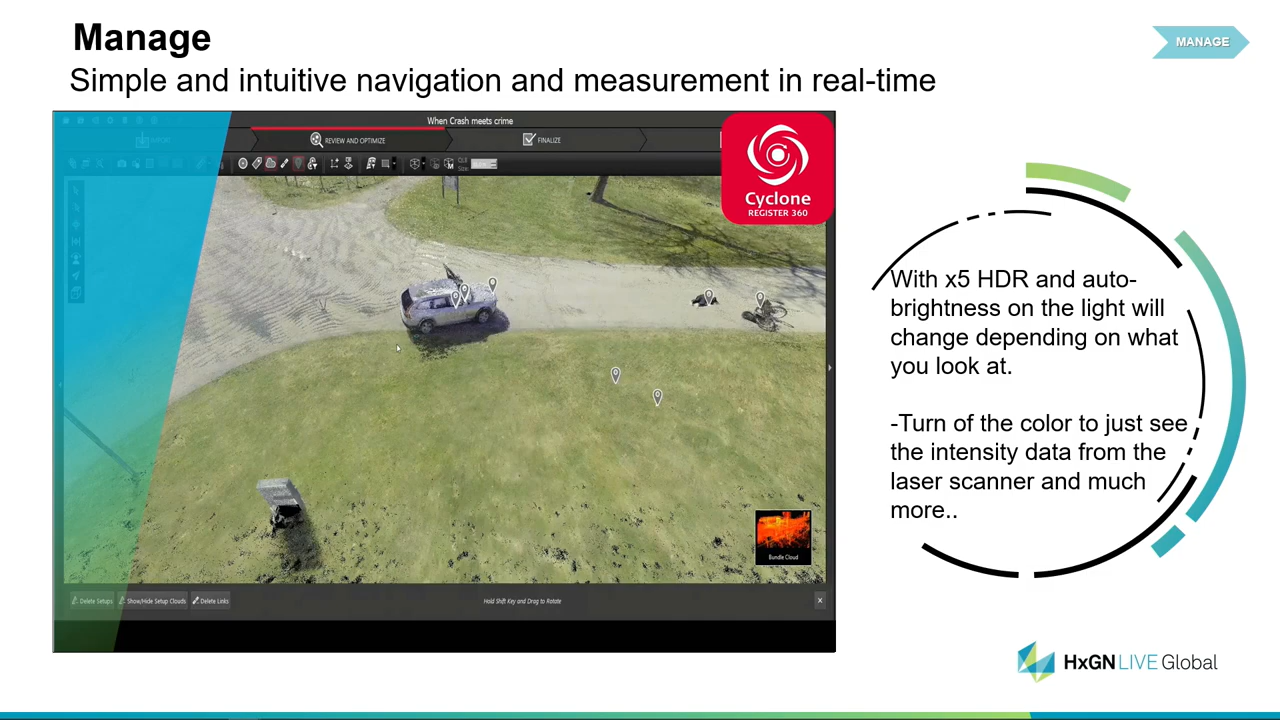 Manage
MANAGE
Simple and intuitive navigation and measurement in real-time
When Crash meets crime
REVIEW AND OPTIMIZE
FINALIZE
Cyclone
REGISTER 360
With x5 HDR and auto-
brightness on the light will
change depending on what
you look at.
-Turn of the color to just see
the intensity data from the
laser scanner and much
more..
Bundle Cloud
Delete Setups
Show/Hide Setup Clouds
Delete Links
Hold Shift Key and Drag to Rotate
HxGN LIVE Global